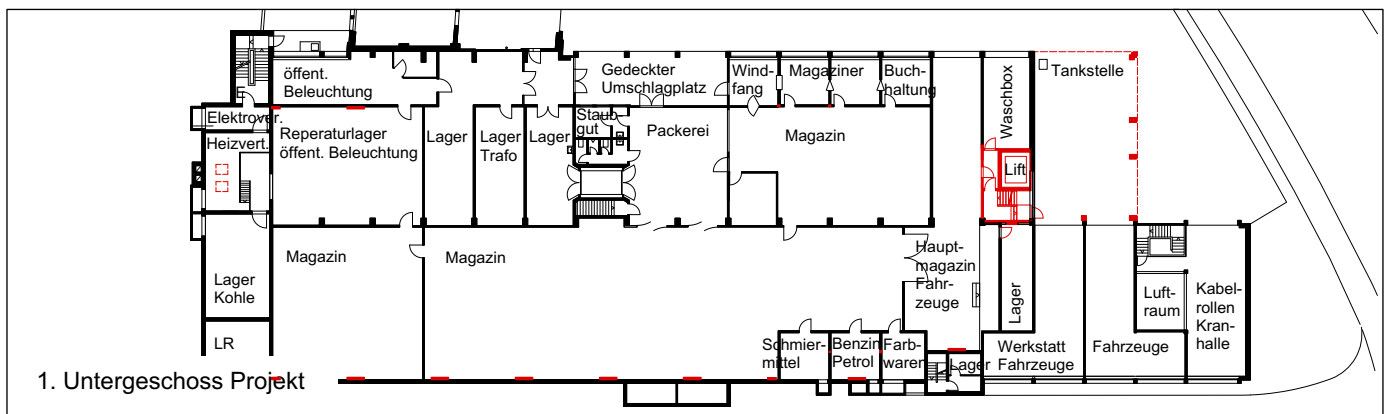 öffent.
Beleuchtung
Gedeckter
Umschlagplatz
Wind-
fang
Magaziner
Buch-
haltung
Waschbox
Tankstelle
Elektrover.
Heizvert.
Reperaturlager
öffent. Beleuchtung
Lager
Lager
Trafo
Lager
Staub-
gut
Packerei
Magazin
Lift
Magazin
Magazin
Haupt-
magazin
Fahr-
zeuge
Lager
Kohle
Lager
Luft-
raum
Kabel-
rollen
Kran-
halle
LR
Schmier-
mittel
Benzin
Petrol
Farb-
waren
Lager
Werkstatt
Fahrzeuge
Fahrzeuge
1. Untergeschoss Projekt